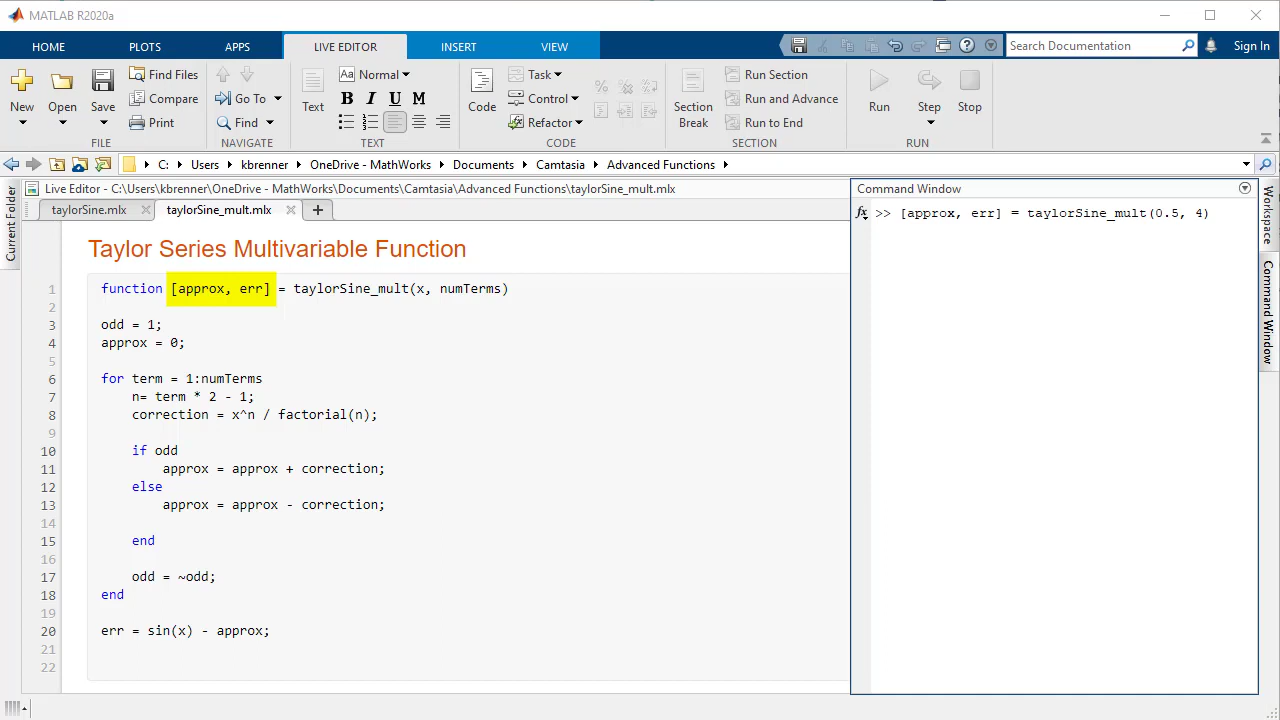 MATLAB R2020a
HOME PLOTS APPS LIVE EDITOR INSERT VIEW Search Documentation Sign In
New Open Save Find Files Compare Print
Go To Find
Text Normal B I U M
Code Task Control Refactor
Section Break Run Section Run and Advance Run to End
Run Step Stop
FILE NAVIGATE TEXT CODE SECTION RUN
C: Users kbrenner OneDrive - MathWorks Documents Camtasia Advanced Functions
Current Folder
Live Editor - C:\Users\kbrenner\OneDrive - MathWorks\Documents\Camtasia\Advanced Functions\taylorSine_mult.mlx
taylorSine.mlx taylorSine_mult.mlx
Taylor Series Multivariable Function
1 function [approx, err] = taylorSine_mult(x, numTerms)
2
3 odd = 1;
4 approx = 0;
5
6 for term = 1:numTerms
7 n= term * 2 - 1;
8 correction = x^n / factorial(n);
9
10 if odd
11 approx = approx + correction;
12 else
13 approx = approx - correction;
14
15 end
16
17 odd = ~odd;
18 end
19
20 err = sin(x) - approx;
21
22
Command Window
fx >> [approx, err] = taylorSine_mult(0.5, 4)
Workspace
Command Window